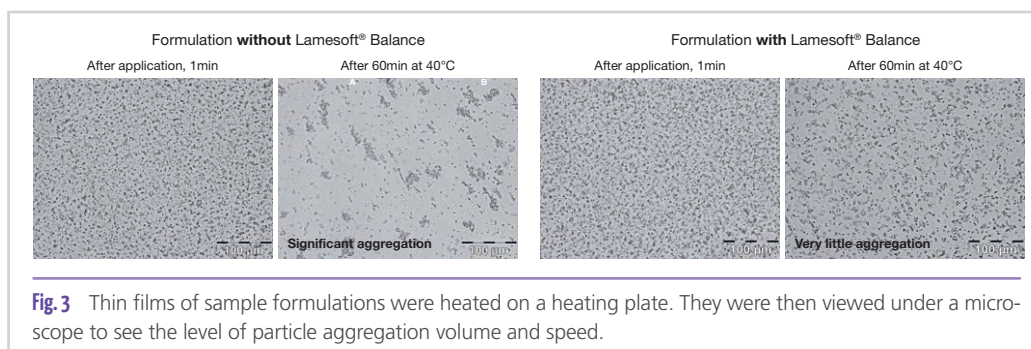 Formulation without Lamesoft® Balance
Formulation with Lamesoft® Balance
After application, 1min
After 60min at 40°C
After application, 1min
After 60min at 40°C
A
B
100 µm
Significant aggregation
100 µm
100 µm
Very little aggregation
100 µm
Fig. 3 Thin films of sample formulations were heated on a heating plate. They were then viewed under a micro-
scope to see the level of particle aggregation volume and speed.